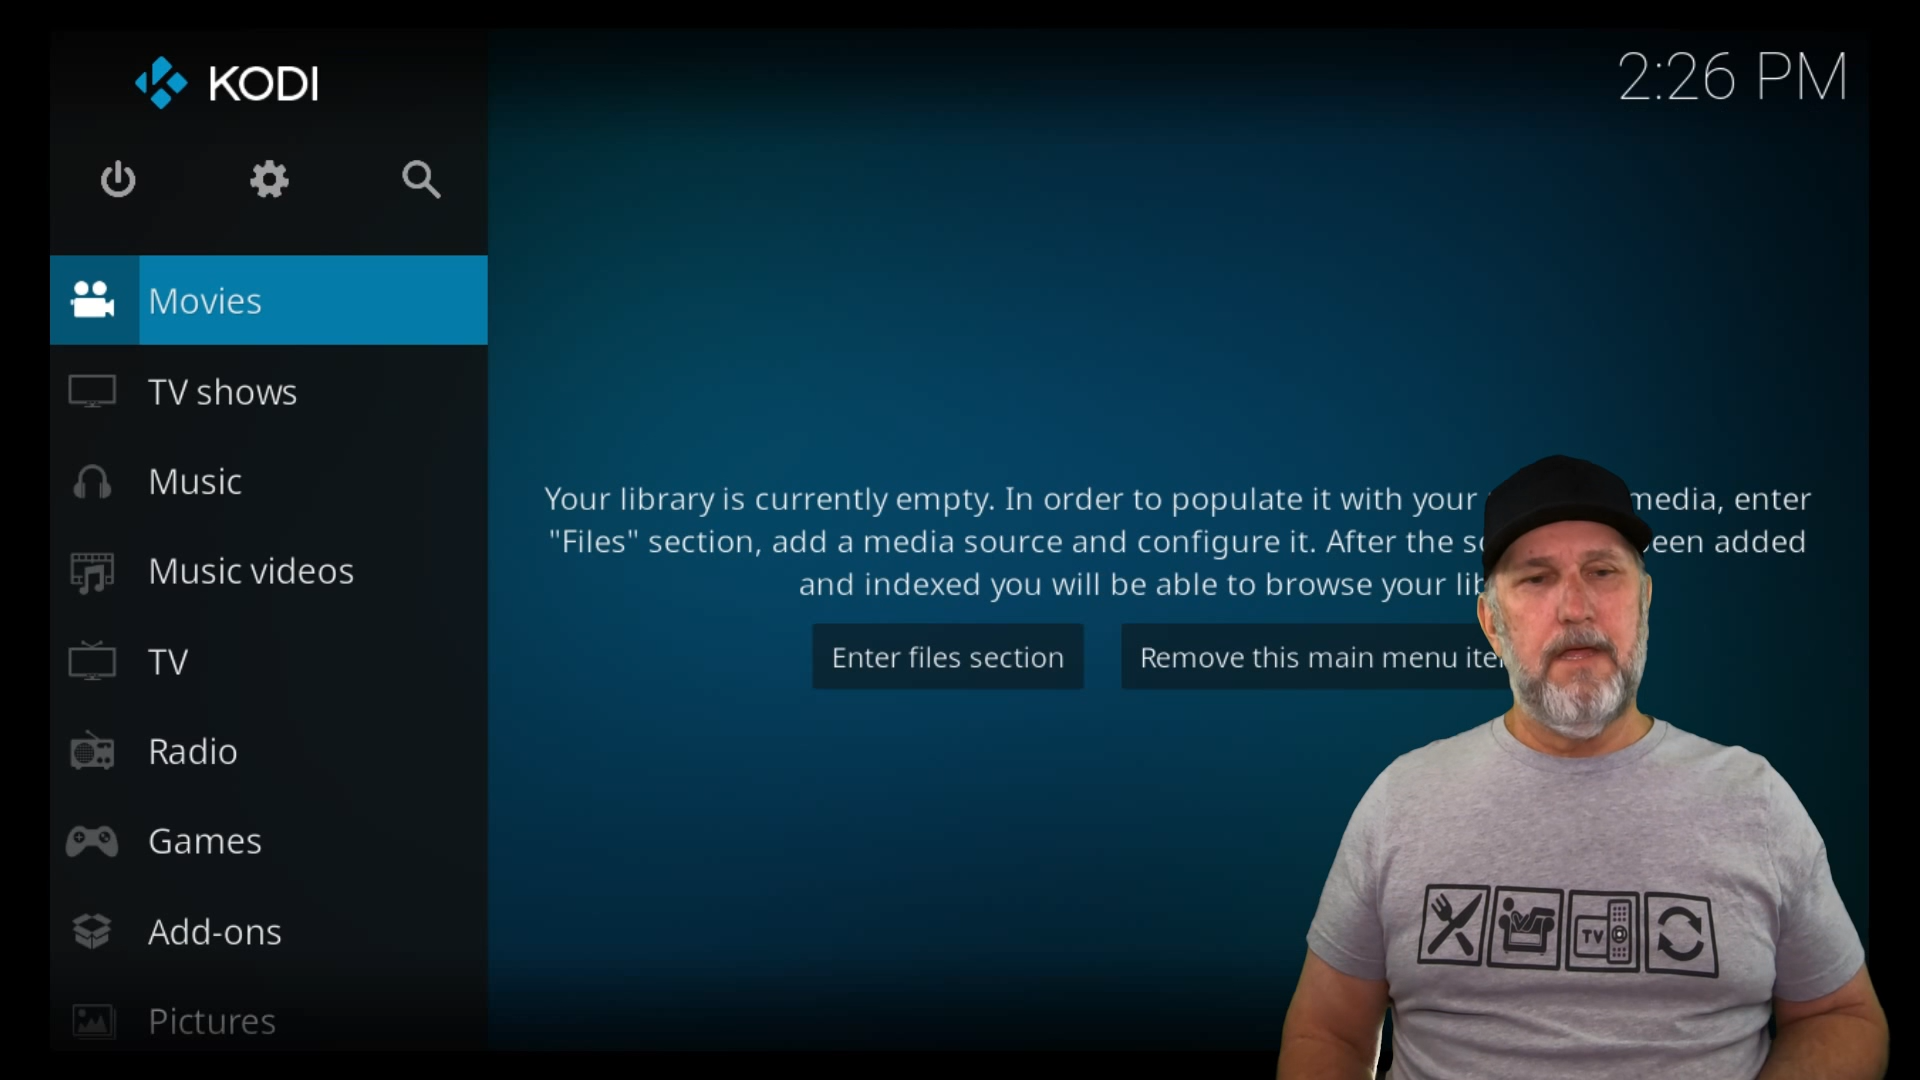 KODI
2:26 PM
Movies
TV shows
Music
Music videos
TV
Radio
Games
Add-ons
Pictures
Your library is currently empty. In order to populate it with your media, enter
"Files" section, add a media source and configure it. After the been added
and indexed you will be able to browse your
Enter files section
Remove this main menu
TV